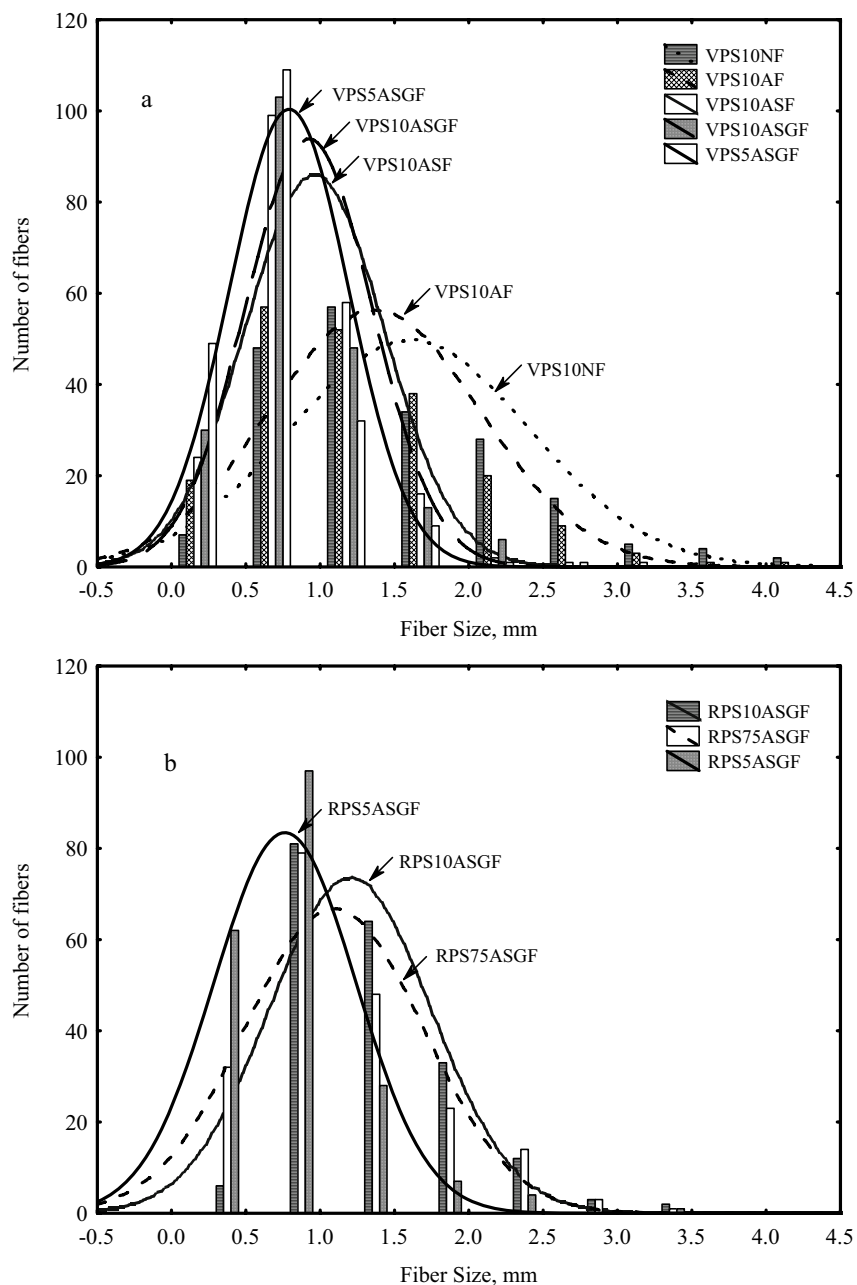 120
100
80
60
40
20
0
Number of fibers
a
VPS5ASGF
VPS10ASGF
VPS10ASF
VPS10AF
VPS10NF
VPS10NF
VPS10AF
VPS10ASF
VPS10ASGF
VPS5ASGF
-0.5 0.0 0.5 1.0 1.5 2.0 2.5 3.0 3.5 4.0 4.5
Fiber Size, mm
120
100
80
60
40
20
0
Number of fibers
b
RPS5ASGF
RPS10ASGF
RPS75ASGF
RPS10ASGF
RPS75ASGF
RPS5ASGF
-0.5 0.0 0.5 1.0 1.5 2.0 2.5 3.0 3.5 4.0 4.5
Fiber Size, mm